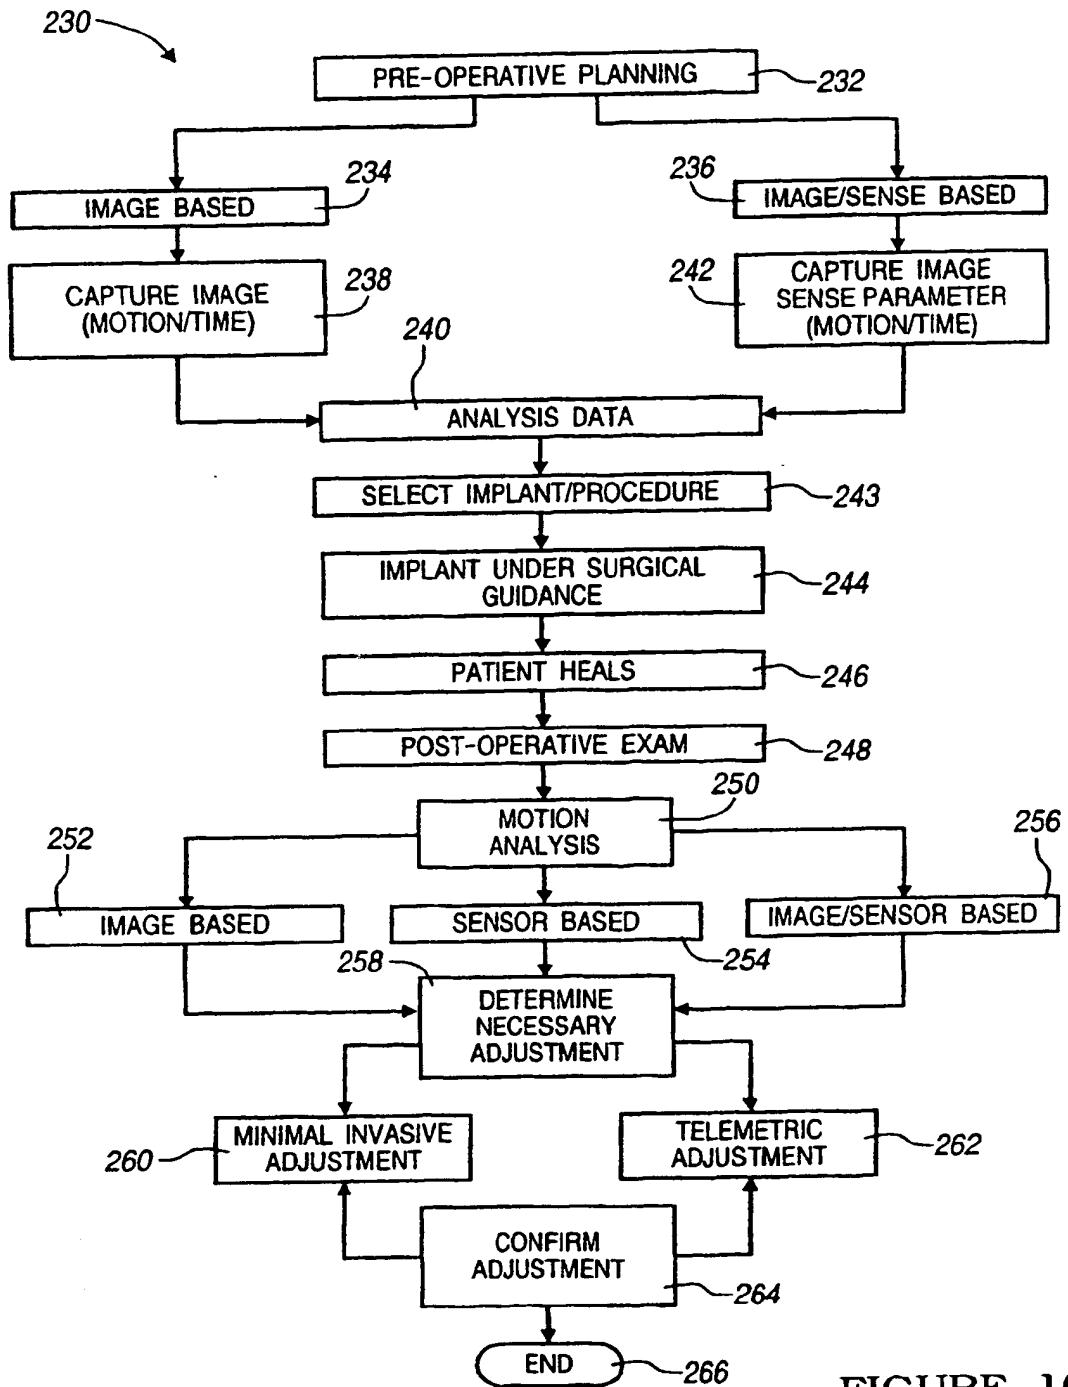 230
PRE-OPERATIVE PLANNING
232
234
236
IMAGE BASED
IMAGE/SENSE BASED
CAPTURE IMAGE
(MOTION/TIME)
238
242
CAPTURE IMAGE
SENSE PARAMETER
(MOTION/TIME)
240
ANALYSIS DATA
SELECT IMPLANT/PROCEDURE
243
IMPLANT UNDER SURGICAL
GUIDANCE
244
PATIENT HEALS
246
POST-OPERATIVE EXAM
248
250
MOTION
ANALYSIS
252
256
IMAGE BASED
SENSOR BASED
IMAGE/SENSOR BASED
254
258
DETERMINE
NECESSARY
ADJUSTMENT
260
MINIMAL INVASIVE
ADJUSTMENT
TELEMETRIC
ADJUSTMENT
262
CONFIRM
ADJUSTMENT
264
END
266
FIGURE